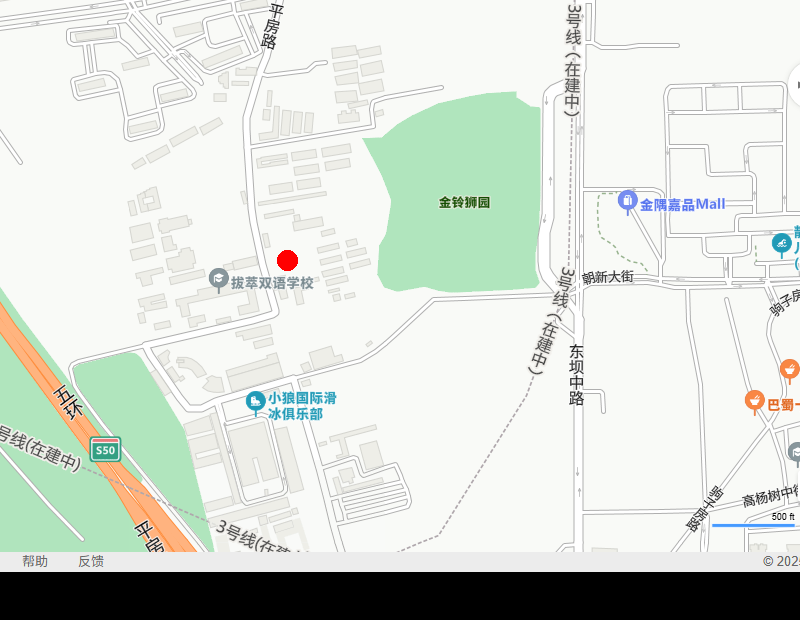 平房路
3号线(在建中)
金铃狮园
金隅嘉品Mall
拔萃双语学校
3号线(在建中)
朝新大街
驹子房
东坝中路
小狼国际滑
冰俱乐部
五环
S50
巴蜀
号线(在建中)
驹子房路
高杨树中街
500 ft
平房
3号线(在建
帮助
反馈
© 202